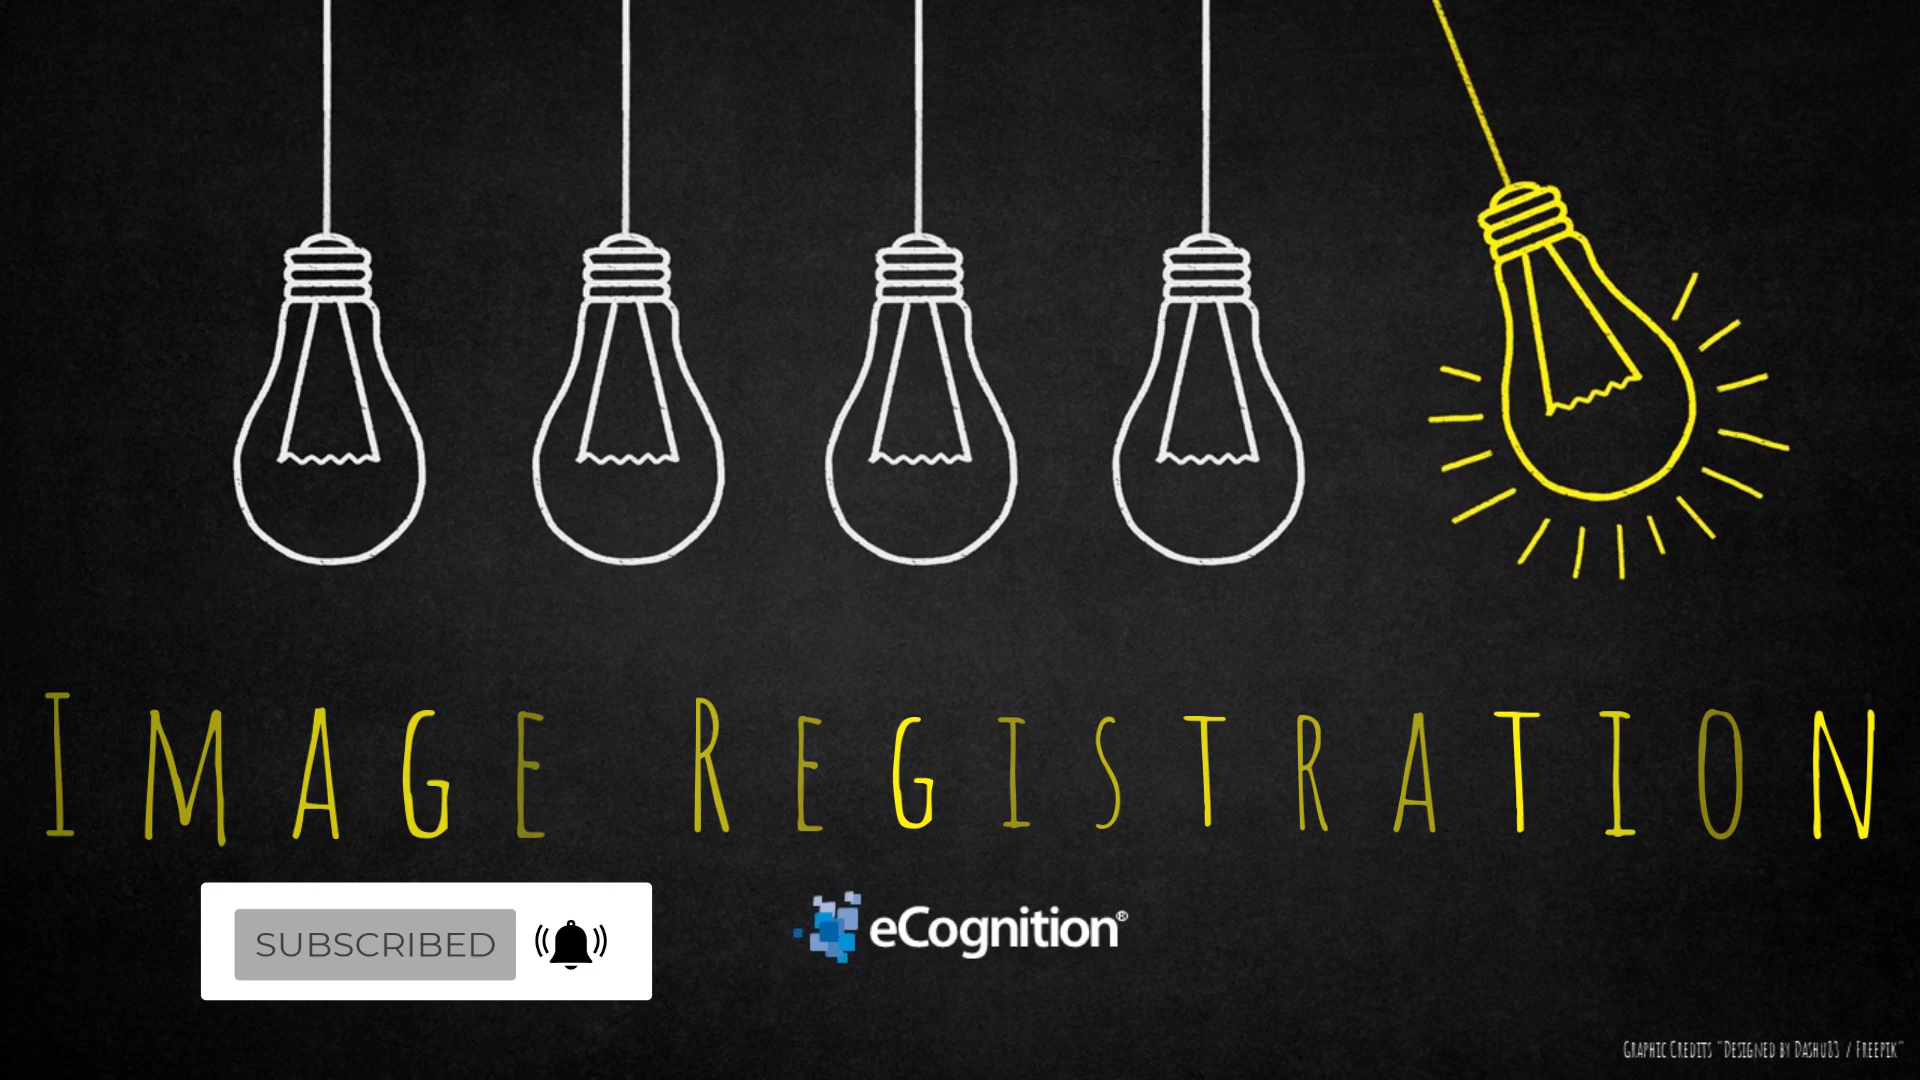 Image Registration
SUBSCRIBED
eCognition®
Graphic Credits "Designed by Dashu83 / Freepik"